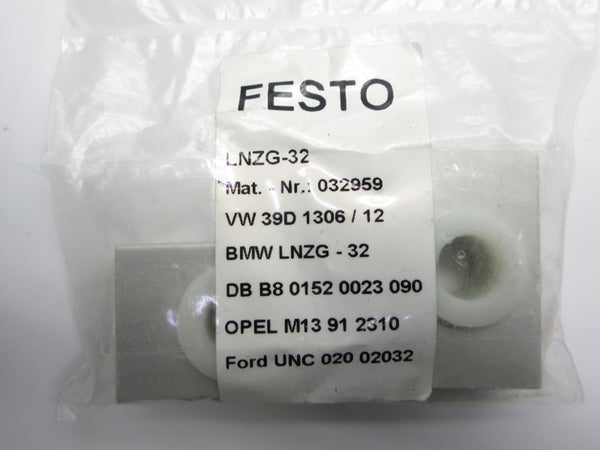 FESTO
LNZG-32
Mat. - Nr.: 032959
VW 39D 1306 / 12
BMW LNZG - 32
DB B8 0152 0023 090
OPEL M13 91 2310
Ford UNC 020 02032